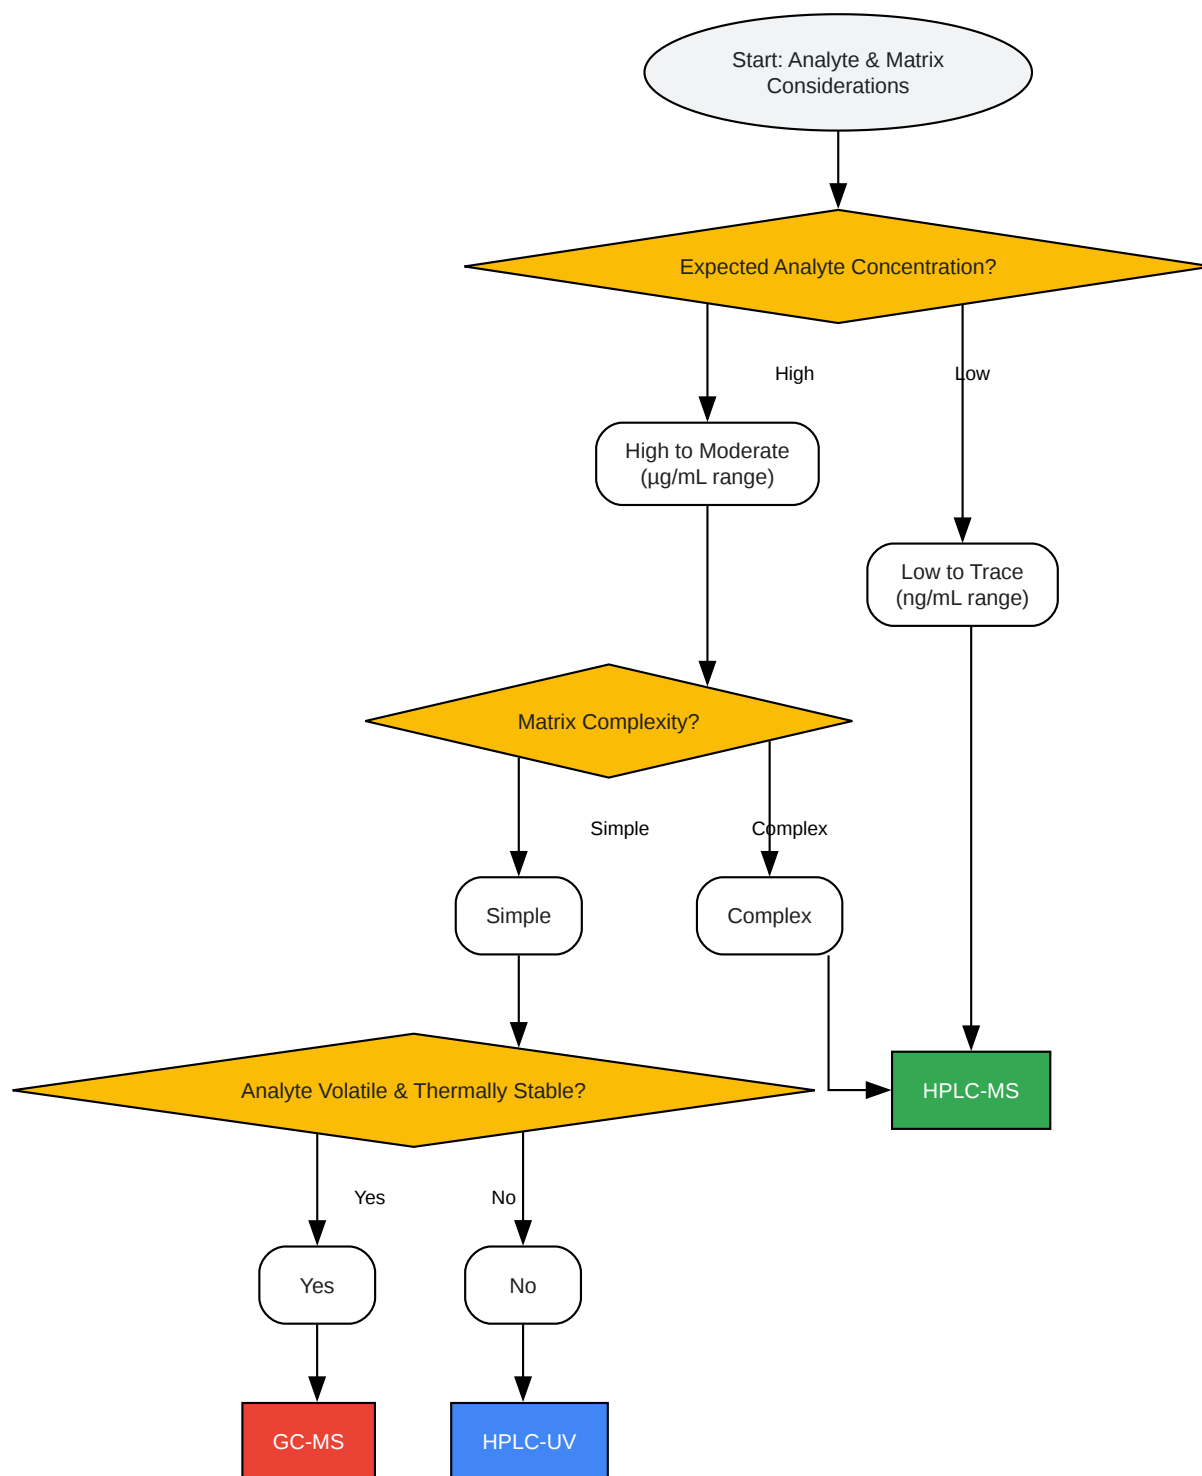 Start: Analyte & Matrix
Considerations
Expected Analyte Concentration?
High
Low
High to Moderate
(µg/mL range)
Low to Trace
(ng/mL range)
Matrix Complexity?
Simple
Complex
Simple
Complex
Analyte Volatile & Thermally Stable?
HPLC-MS
Yes
No
Yes
No
GC-MS
HPLC-UV